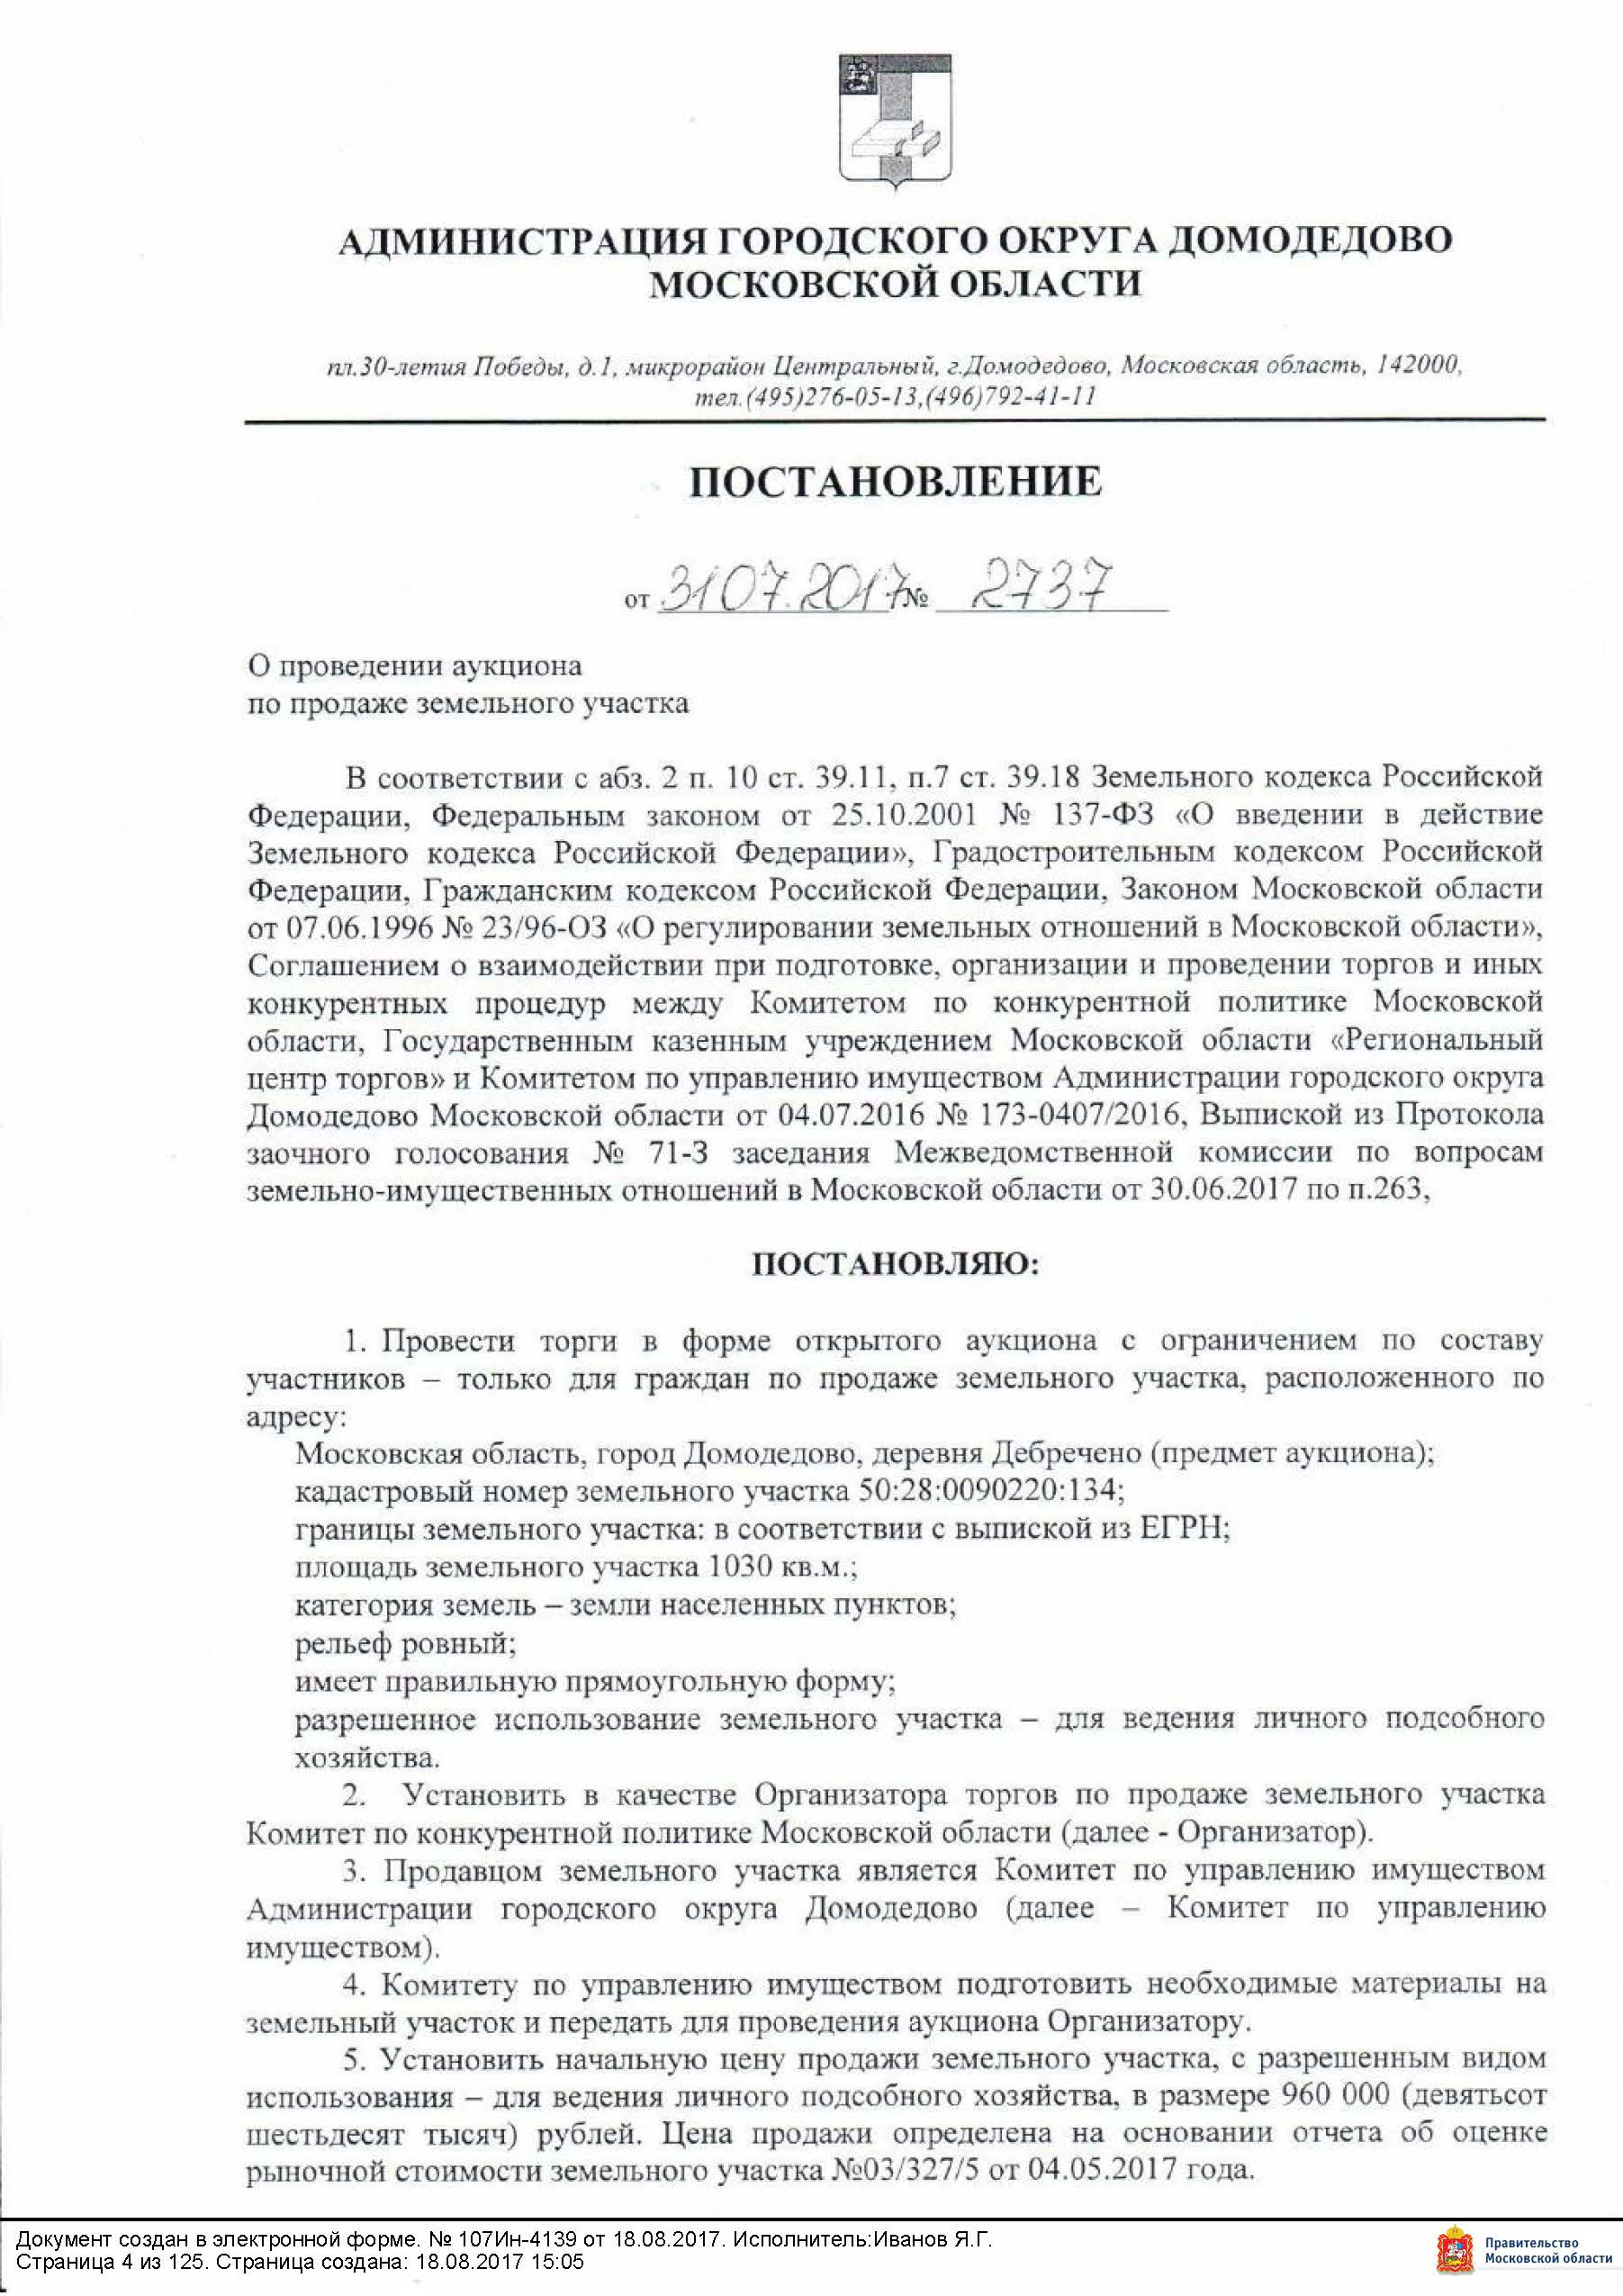 АДМИНИСТРАЦИЯ ГОРОДСКОГО ОКРУГА ДОМОДЕДОВО
МОСКОВСКОЙ ОБЛАСТИ
пл.30-летия Победы, д.1, микрорайон Центральный, г.Домодедово, Московская область, 142000,
тел.(495)276-05-13,(496)792-41-11
ПОСТАНОВЛЕНИЕ
от 31.07.2017 № 2737
О проведении аукциона
по продаже земельного участка
В соответствии с абз. 2 п. 10 ст. 39.11, п.7 ст. 39.18 Земельного кодекса Российской
Федерации, Федеральным законом от 25.10.2001 № 137-ФЗ «О введении в действие
Земельного кодекса Российской Федерации», Градостроительным кодексом Российской
Федерации, Гражданским кодексом Российской Федерации, Законом Московской области
от 07.06.1996 № 23/96-ОЗ «О регулировании земельных отношений в Московской области»,
Соглашением о взаимодействии при подготовке, организации и проведении торгов и иных
конкурентных процедур между Комитетом по конкурентной политике Московской
области, Государственным казенным учреждением Московской области «Региональный
центр торгов» и Комитетом по управлению имуществом Администрации городского округа
Домодедово Московской области от 04.07.2016 № 173-0407/2016, Выпиской из Протокола
заочного голосования № 71-З заседания Межведомственной комиссии по вопросам
земельно-имущественных отношений в Московской области от 30.06.2017 по п.263,
ПОСТАНОВЛЯЮ:
1. Провести торги в форме открытого аукциона с ограничением по составу
участников – только для граждан по продаже земельного участка, расположенного по
адресу:
Московская область, город Домодедово, деревня Дебречено (предмет аукциона);
кадастровый номер земельного участка 50:28:0090220:134;
границы земельного участка: в соответствии с выпиской из ЕГРН;
площадь земельного участка 1030 кв.м.;
категория земель – земли населенных пунктов;
рельеф ровный;
имеет правильную прямоугольную форму;
разрешенное использование земельного участка – для ведения личного подсобного
хозяйства.
2. Установить в качестве Организатора торгов по продаже земельного участка
Комитет по конкурентной политике Московской области (далее - Организатор).
3. Продавцом земельного участка является Комитет по управлению имуществом
Администрации городского округа Домодедово (далее – Комитет по управлению
имуществом).
4. Комитету по управлению имуществом подготовить необходимые материалы на
земельный участок и передать для проведения аукциона Организатору.
5. Установить начальную цену продажи земельного участка, с разрешенным видом
использования – для ведения личного подсобного хозяйства, в размере 960 000 (девятьсот
шестьдесят тысяч) рублей. Цена продажи определена на основании отчета об оценке
рыночной стоимости земельного участка №03/327/5 от 04.05.2017 года.
Документ создан в электронной форме. № 107Ин-4139 от 18.08.2017. Исполнитель:Иванов Я.Г.
Страница 4 из 125. Страница создана: 18.08.2017 15:05
Правительство
Московской области